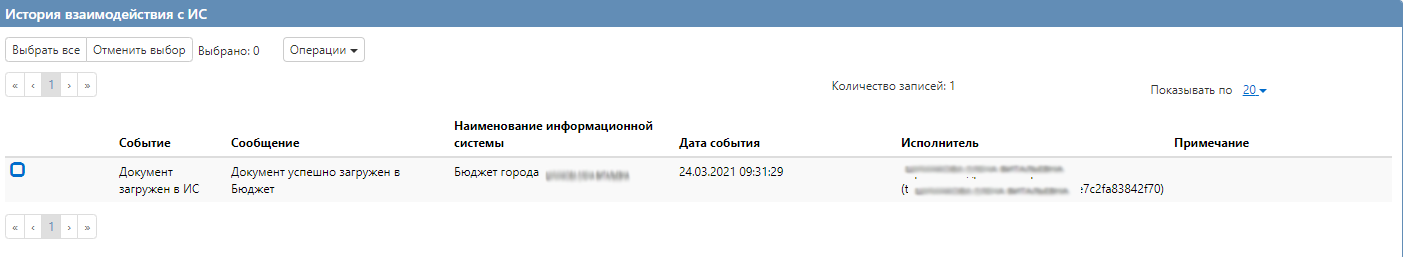 История взаимодействия с ИС
Выбрать все Отменить выбор Выбрано: 0 Операции
« ‹ 1 › » Количество записей: 1 Показывать по 20
Событие Сообщение Наименование информационной системы Дата события Исполнитель Примечание
Документ загружен в ИС Документ успешно загружен в Бюджет Бюджет города 24.03.2021 09:31:29
(t e7c2fa83842f70)
« ‹ 1 › »